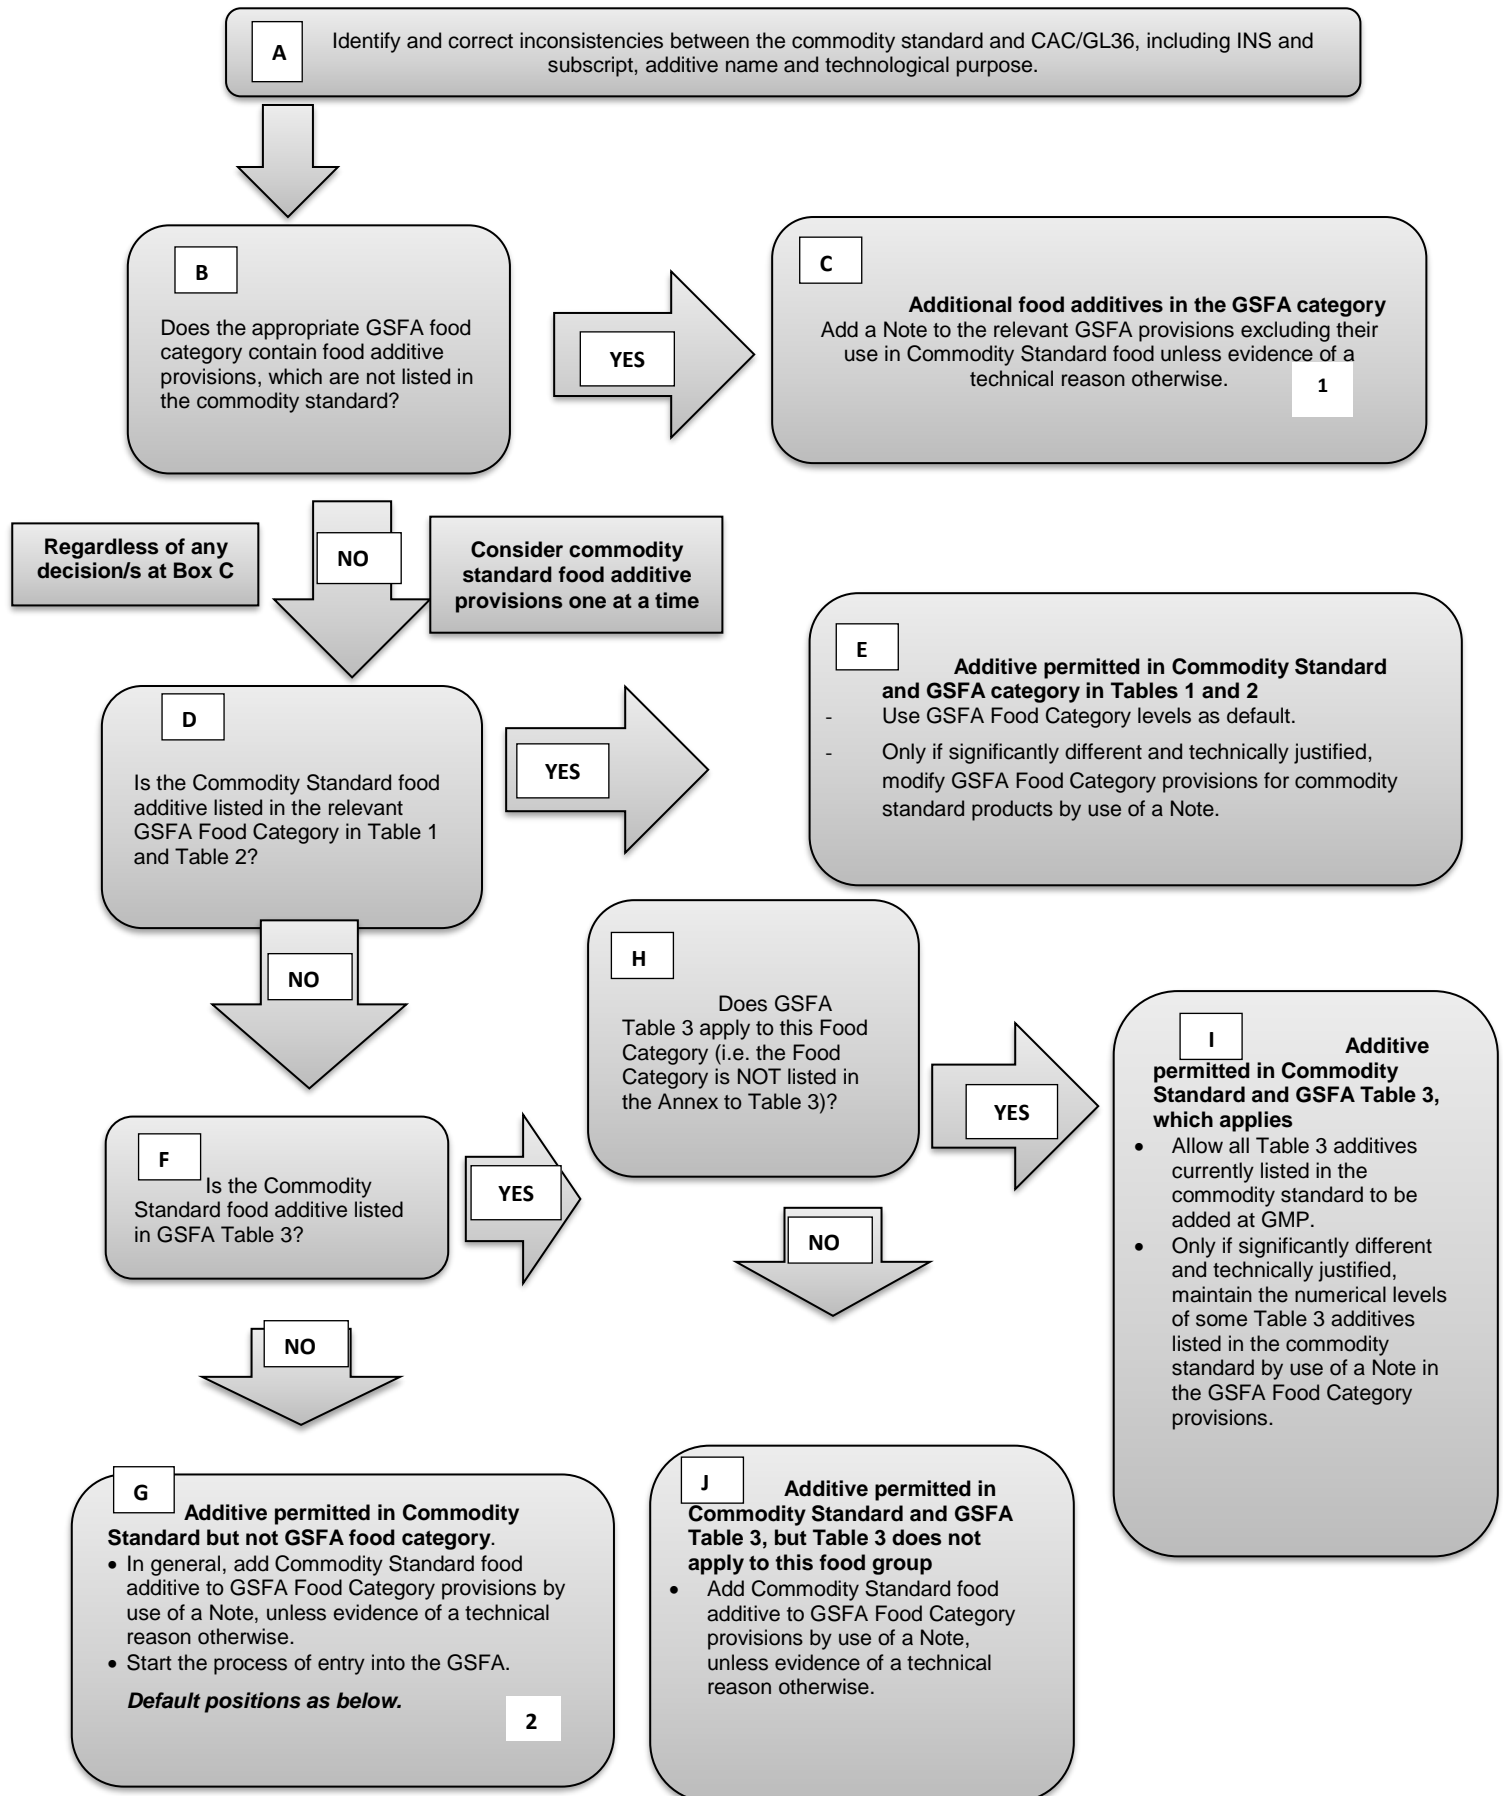 A
Identify and correct inconsistencies between the commodity standard and CAC/GL36, including INS and
subscript, additive name and technological purpose.
B
Does the appropriate GSFA food
category contain food additive
provisions, which are not listed in
the commodity standard?
YES
C
Additional food additives in the GSFA category
Add a Note to the relevant GSFA provisions excluding their
use in Commodity Standard food unless evidence of a
technical reason otherwise.
1
Regardless of any
decision/s at Box C
NO
Consider commodity
standard food additive
provisions one at a time
D
Is the Commodity Standard food
additive listed in the relevant
GSFA Food Category in Table 1
and Table 2?
YES
E
Additive permitted in Commodity Standard
and GSFA category in Tables 1 and 2
- Use GSFA Food Category levels as default.
- Only if significantly different and technically justified,
modify GSFA Food Category provisions for commodity
standard products by use of a Note.
NO
F
Is the Commodity
Standard food additive listed
in GSFA Table 3?
YES
H
Does GSFA
Table 3 apply to this Food
Category (i.e. the Food
Category is NOT listed in
the Annex to Table 3)?
YES
I
Additive
permitted in Commodity
Standard and GSFA Table 3,
which applies
• Allow all Table 3 additives
currently listed in the
commodity standard to be
added at GMP.
• Only if significantly different
and technically justified,
maintain the numerical levels
of some Table 3 additives
listed in the commodity
standard by use of a Note in
the GSFA Food Category
provisions.
NO
NO
G
Additive permitted in Commodity
Standard but not GSFA food category.
• In general, add Commodity Standard food
additive to GSFA Food Category provisions by
use of a Note, unless evidence of a technical
reason otherwise.
• Start the process of entry into the GSFA.
Default positions as below.
2
J
Additive permitted in
Commodity Standard and GSFA
Table 3, but Table 3 does not
apply to this food group
• Add Commodity Standard food
additive to GSFA Food Category
provisions by use of a Note,
unless evidence of a technical
reason otherwise.